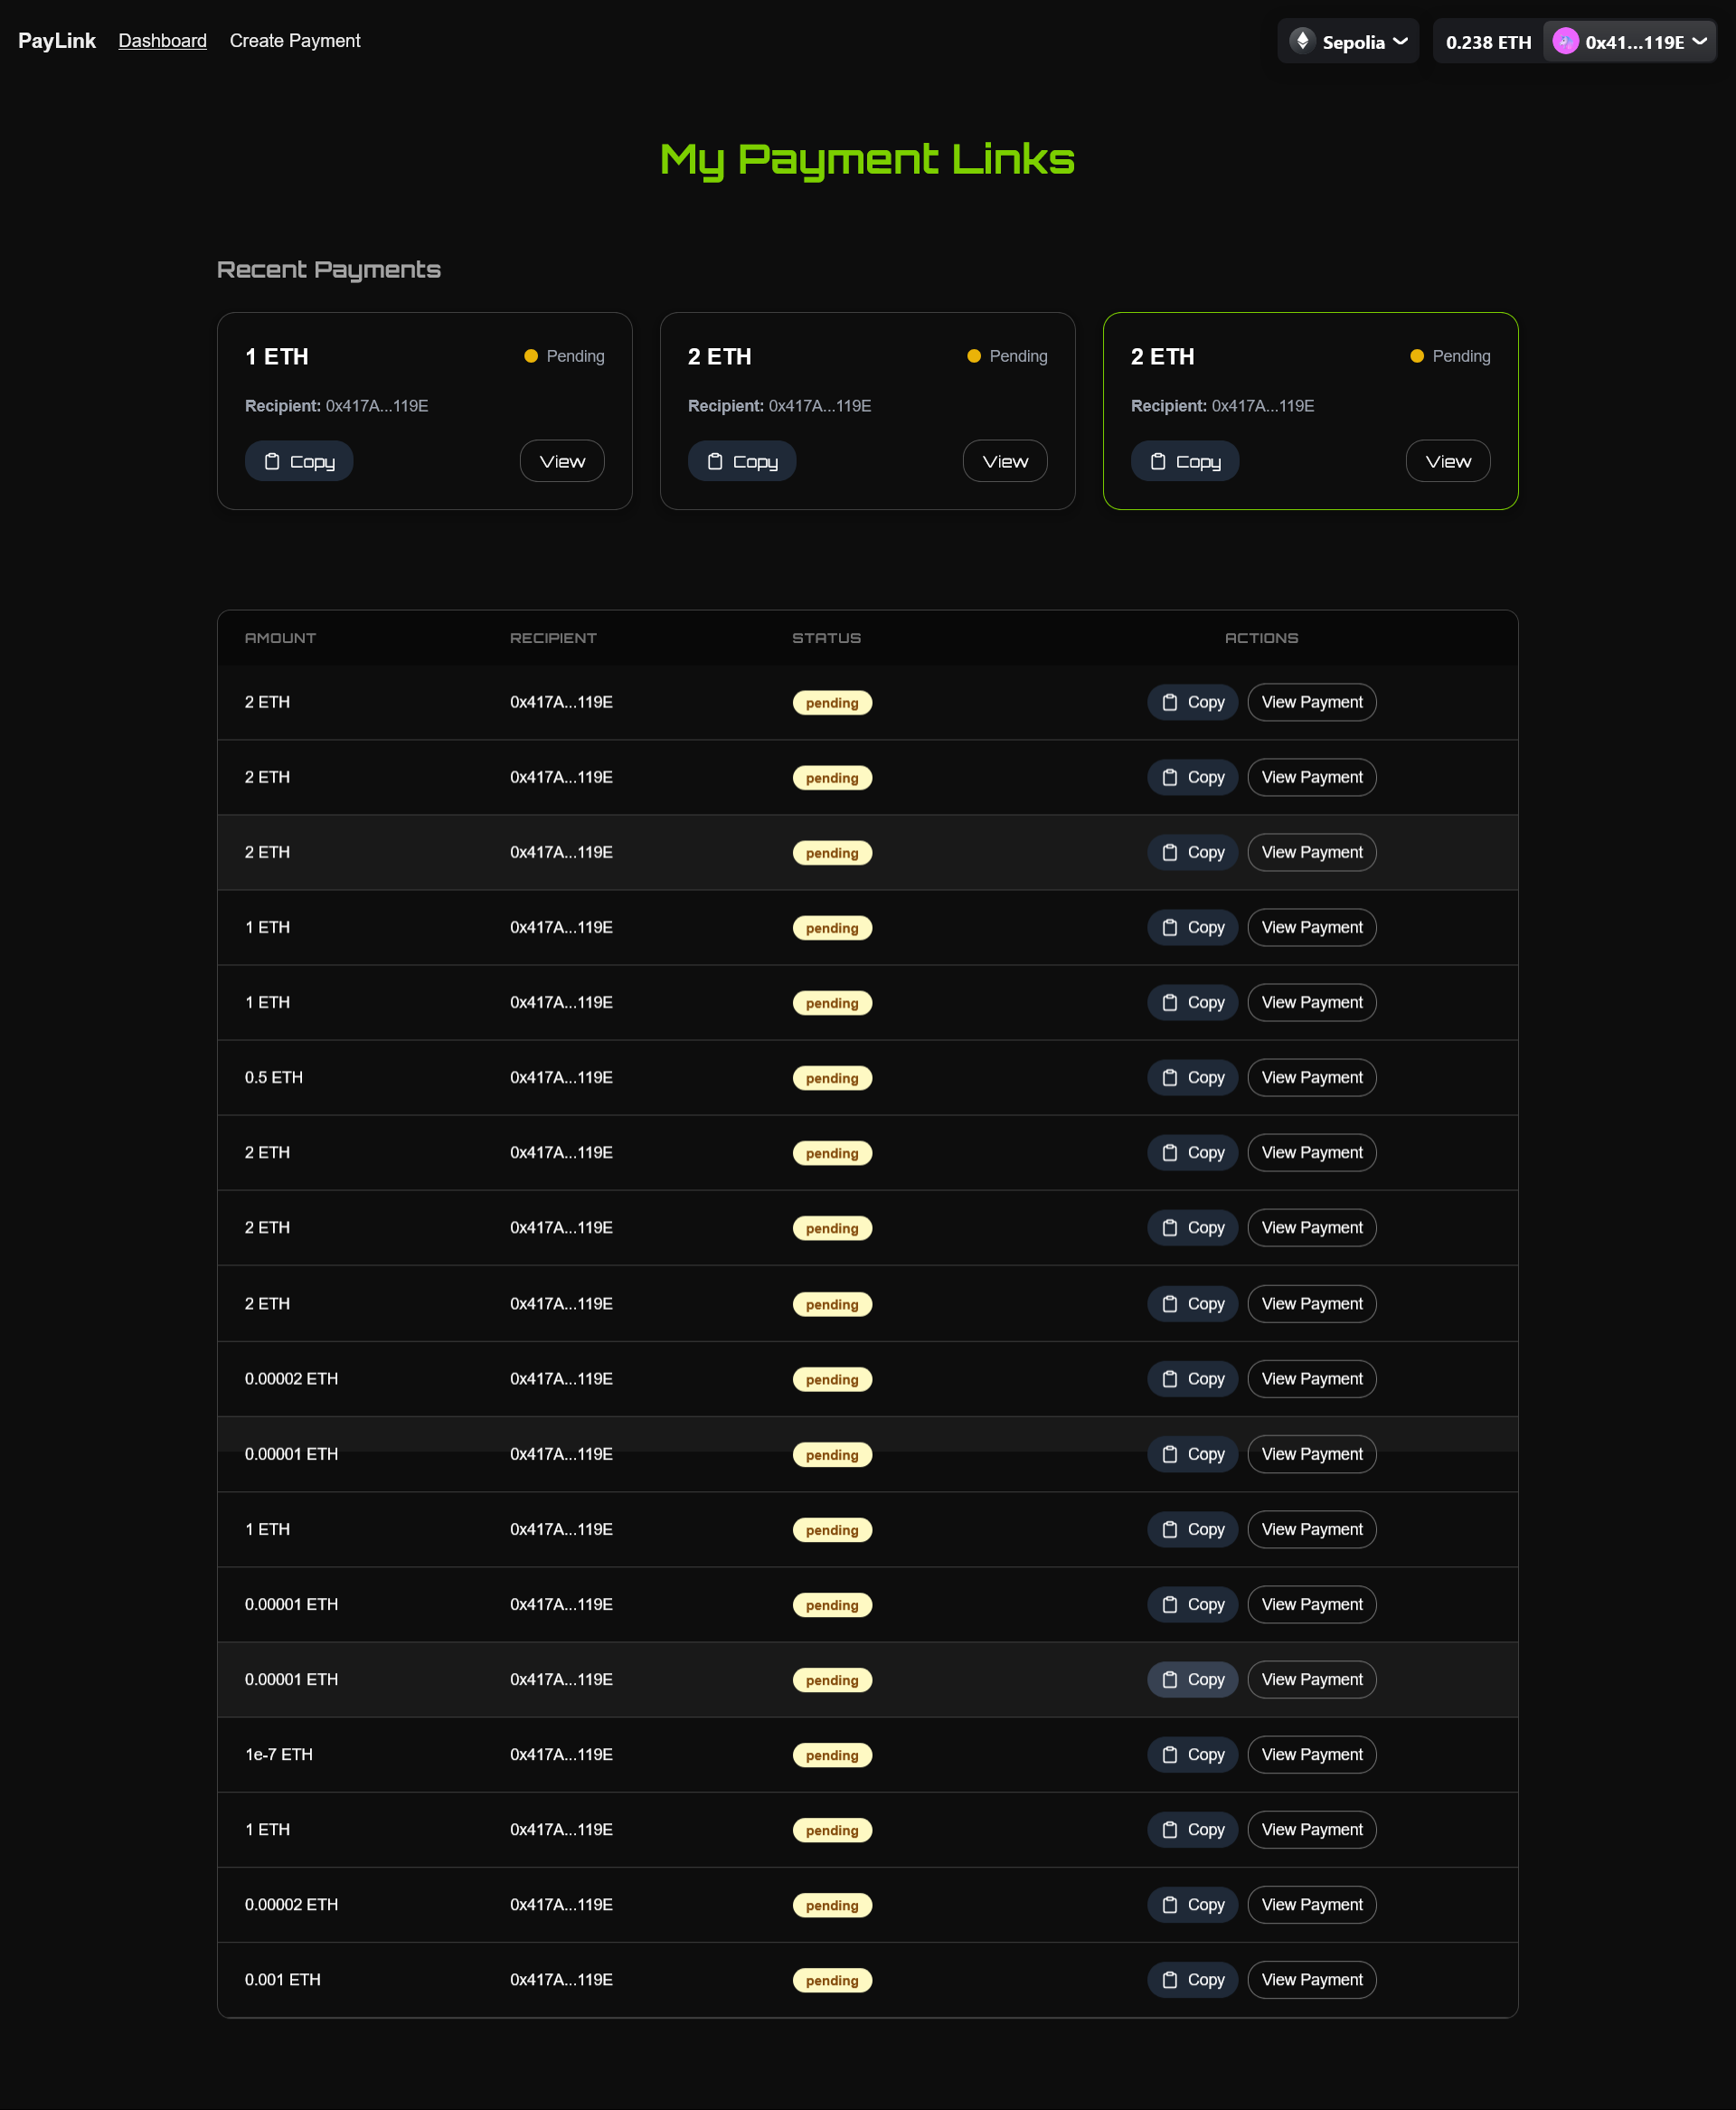 PayLink Dashboard Create Payment Sepolia 0.238 ETH 0x41...119E
My Payment Links
Recent Payments
1 ETH Pending
Recipient: 0x417A...119E
Copy View
2 ETH Pending
Recipient: 0x417A...119E
Copy View
2 ETH Pending
Recipient: 0x417A...119E
Copy View
AMOUNT RECIPIENT STATUS ACTIONS
2 ETH 0x417A...119E pending Copy View Payment
2 ETH 0x417A...119E pending Copy View Payment
2 ETH 0x417A...119E pending Copy View Payment
1 ETH 0x417A...119E pending Copy View Payment
1 ETH 0x417A...119E pending Copy View Payment
0.5 ETH 0x417A...119E pending Copy View Payment
2 ETH 0x417A...119E pending Copy View Payment
2 ETH 0x417A...119E pending Copy View Payment
2 ETH 0x417A...119E pending Copy View Payment
0.00002 ETH 0x417A...119E pending Copy View Payment
0.00001 ETH 0x417A...119E pending Copy View Payment
1 ETH 0x417A...119E pending Copy View Payment
0.00001 ETH 0x417A...119E pending Copy View Payment
0.00001 ETH 0x417A...119E pending Copy View Payment
1e-7 ETH 0x417A...119E pending Copy View Payment
1 ETH 0x417A...119E pending Copy View Payment
0.00002 ETH 0x417A...119E pending Copy View Payment
0.001 ETH 0x417A...119E pending Copy View Payment